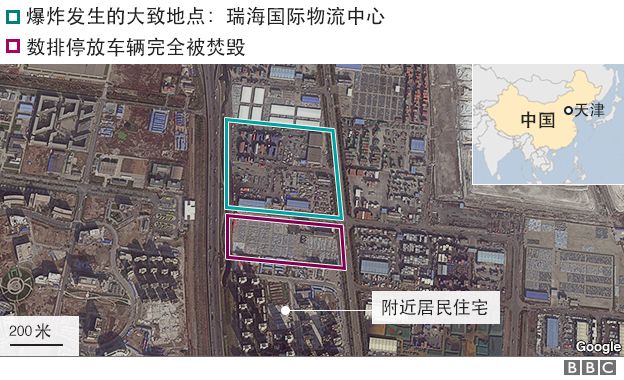 爆炸发生的大致地点：瑞海国际物流中心
数排停放车辆完全被焚毁
中国
天津
附近居民住宅
200 米
Google
BBC